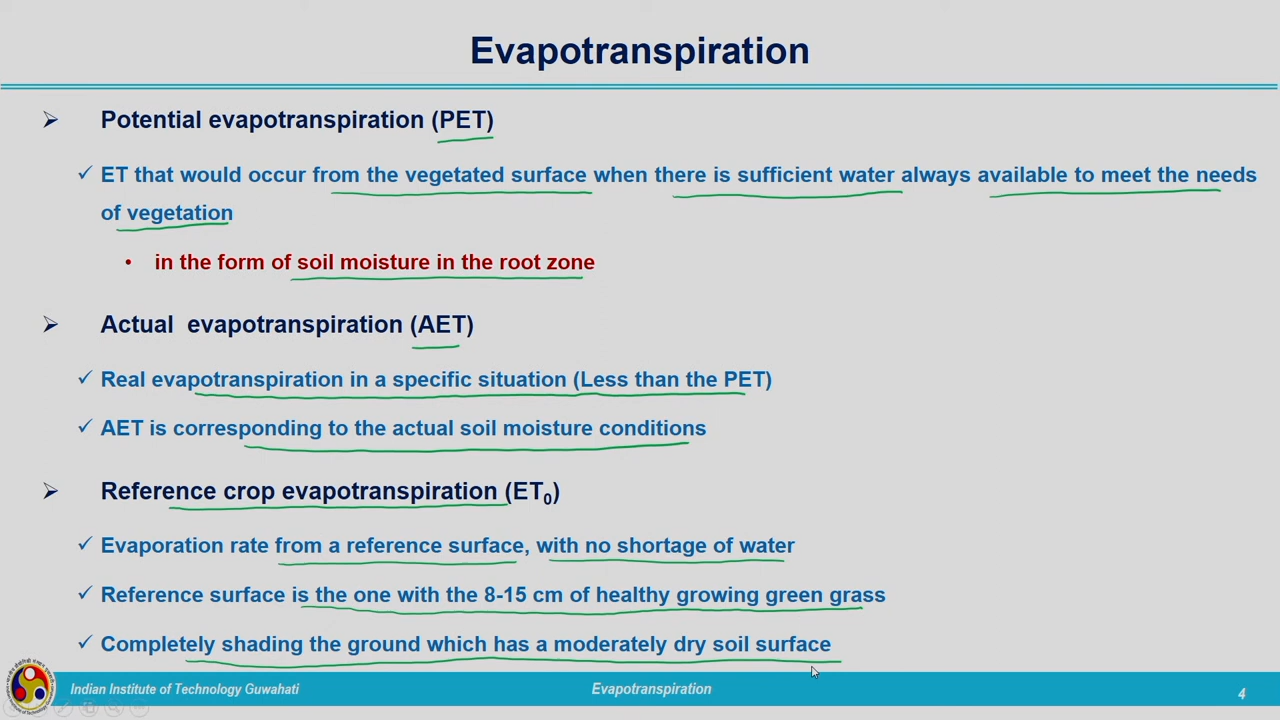 Evapotranspiration
Potential evapotranspiration (PET)
ET that would occur from the vegetated surface when there is sufficient water always available to meet the needs
of vegetation
in the form of soil moisture in the root zone
Actual evapotranspiration (AET)
Real evapotranspiration in a specific situation (Less than the PET)
AET is corresponding to the actual soil moisture conditions
Reference crop evapotranspiration (ET₀)
Evaporation rate from a reference surface, with no shortage of water
Reference surface is the one with the 8-15 cm of healthy growing green grass
Completely shading the ground which has a moderately dry soil surface
Indian Institute of Technology Guwahati
Evapotranspiration
4